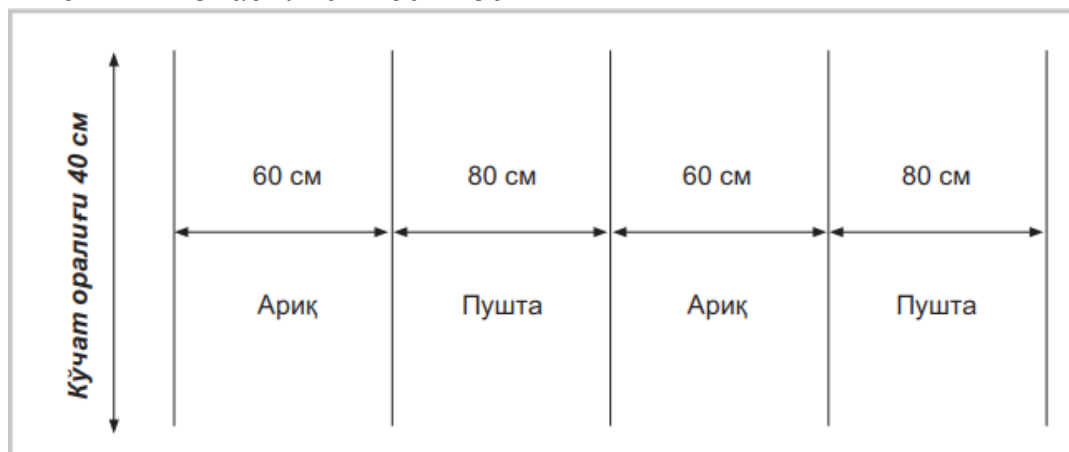 Кўчат оралиғи 40 см
60 см 80 см 60 см 80 см
Ариқ Пушта Ариқ Пушта